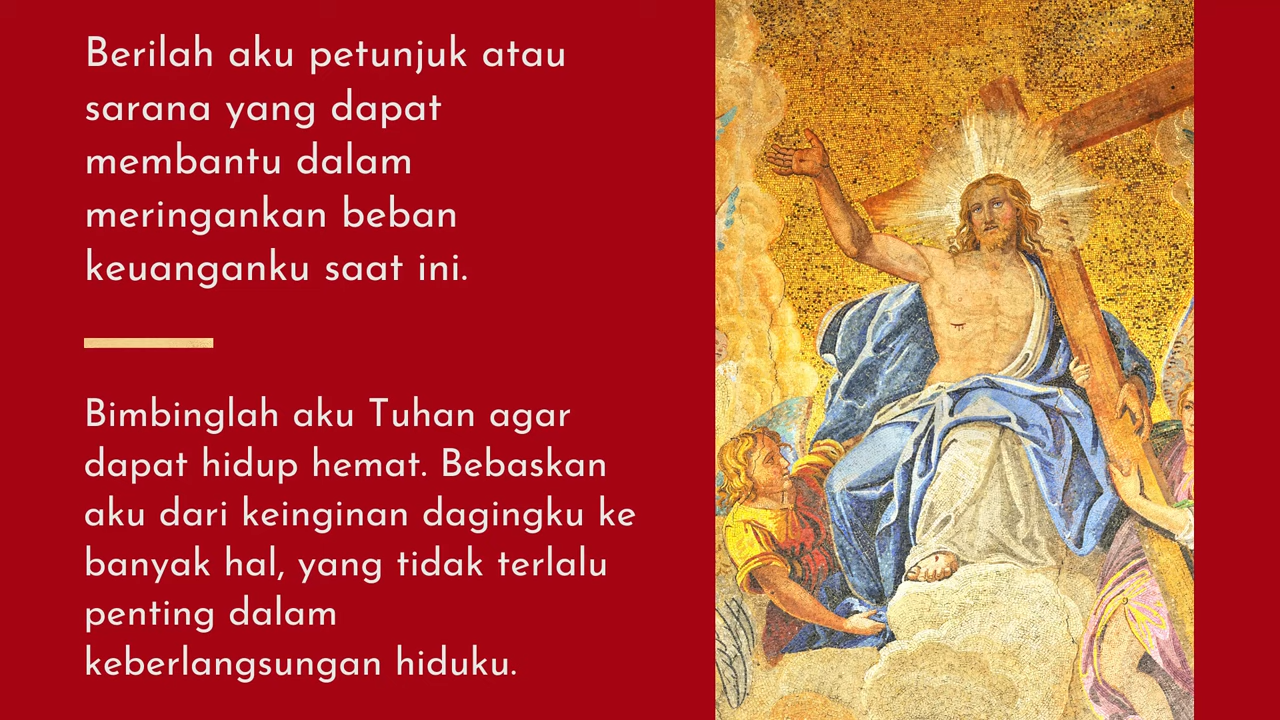 Berilah aku petunjuk atau
sarana yang dapat
membantu dalam
meringankan beban
keuanganku saat ini.
Bimbinglah aku Tuhan agar
dapat hidup hemat. Bebaskan
aku dari keinginan dagingku ke
banyak hal, yang tidak terlalu
penting dalam
keberlangsungan hiduku.